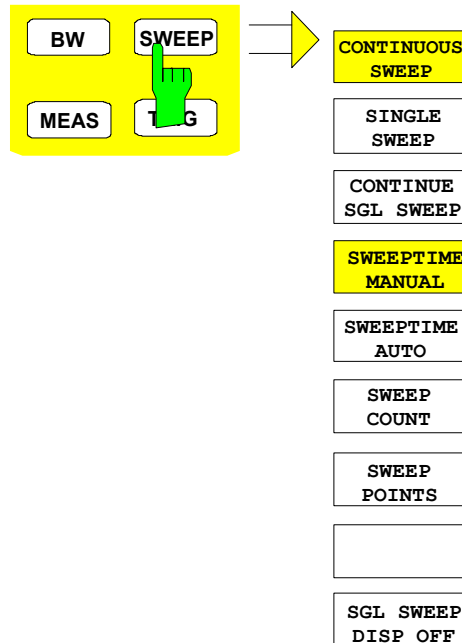 BW
SWEEP
MEAS
CONTINUOUS
SWEEP
SINGLE
SWEEP
CONTINUE
SGL SWEEP
SWEEPTIME
MANUAL
SWEEPTIME
AUTO
SWEEP
COUNT
SWEEP
POINTS
SGL SWEEP
DISP OFF